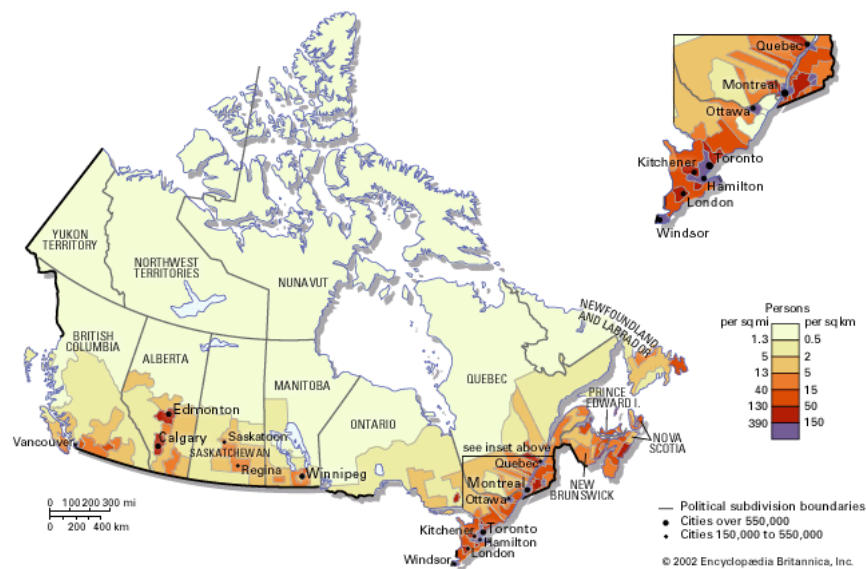 Quebec
Montreal
Ottawa
Kitchener
Toronto
Hamilton
London
Windsor
YUKON
TERRITORY
NORTHWEST
TERRITORIES
NUNAVUT
BRITISH
COLUMBIA
ALBERTA
MANITOBA
ONTARIO
QUEBEC
NEWFOUNDLAND
AND LABRADOR
PRINCE
EDWARD I.
NOVA
SCOTIA
NEW
BRUNSWICK
see inset above
Edmonton
Calgary
Vancouver
Saskatoon
SASKATCHEWAN
Regina
Winnipeg
Quebec
Montreal
Ottawa
Kitchener
Toronto
Hamilton
London
Windsor
Persons
per sq mi per sq km
1.3 0.5
5 2
13 5
40 15
130 50
390 150
0 100 200 300 mi
0 200 400 km
Political subdivision boundaries
Cities over 550,000
Cities 150,000 to 550,000
© 2002 Encyclopædia Britannica, Inc.